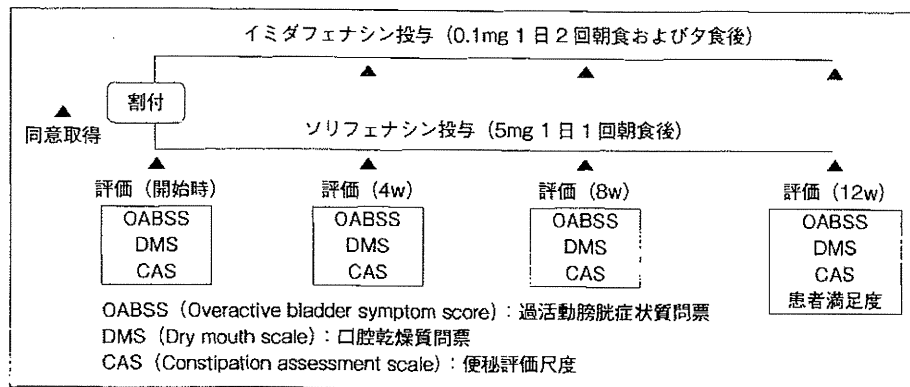 イミダフェナシン投与（0.1mg 1日2回朝食および夕食後）
割付
同意取得
ソリフェナシン投与（5mg 1日1回朝食後）
評価（開始時） 評価（4w） 評価（8w） 評価（12w）
OABSS OABSS OABSS OABSS
DMS DMS DMS DMS
CAS CAS CAS CAS
患者満足度
OABSS（Overactive bladder symptom score）：過活動膀胱症状質問票
DMS（Dry mouth scale）：口腔乾燥質問票
CAS（Constipation assessment scale）：便秘評価尺度